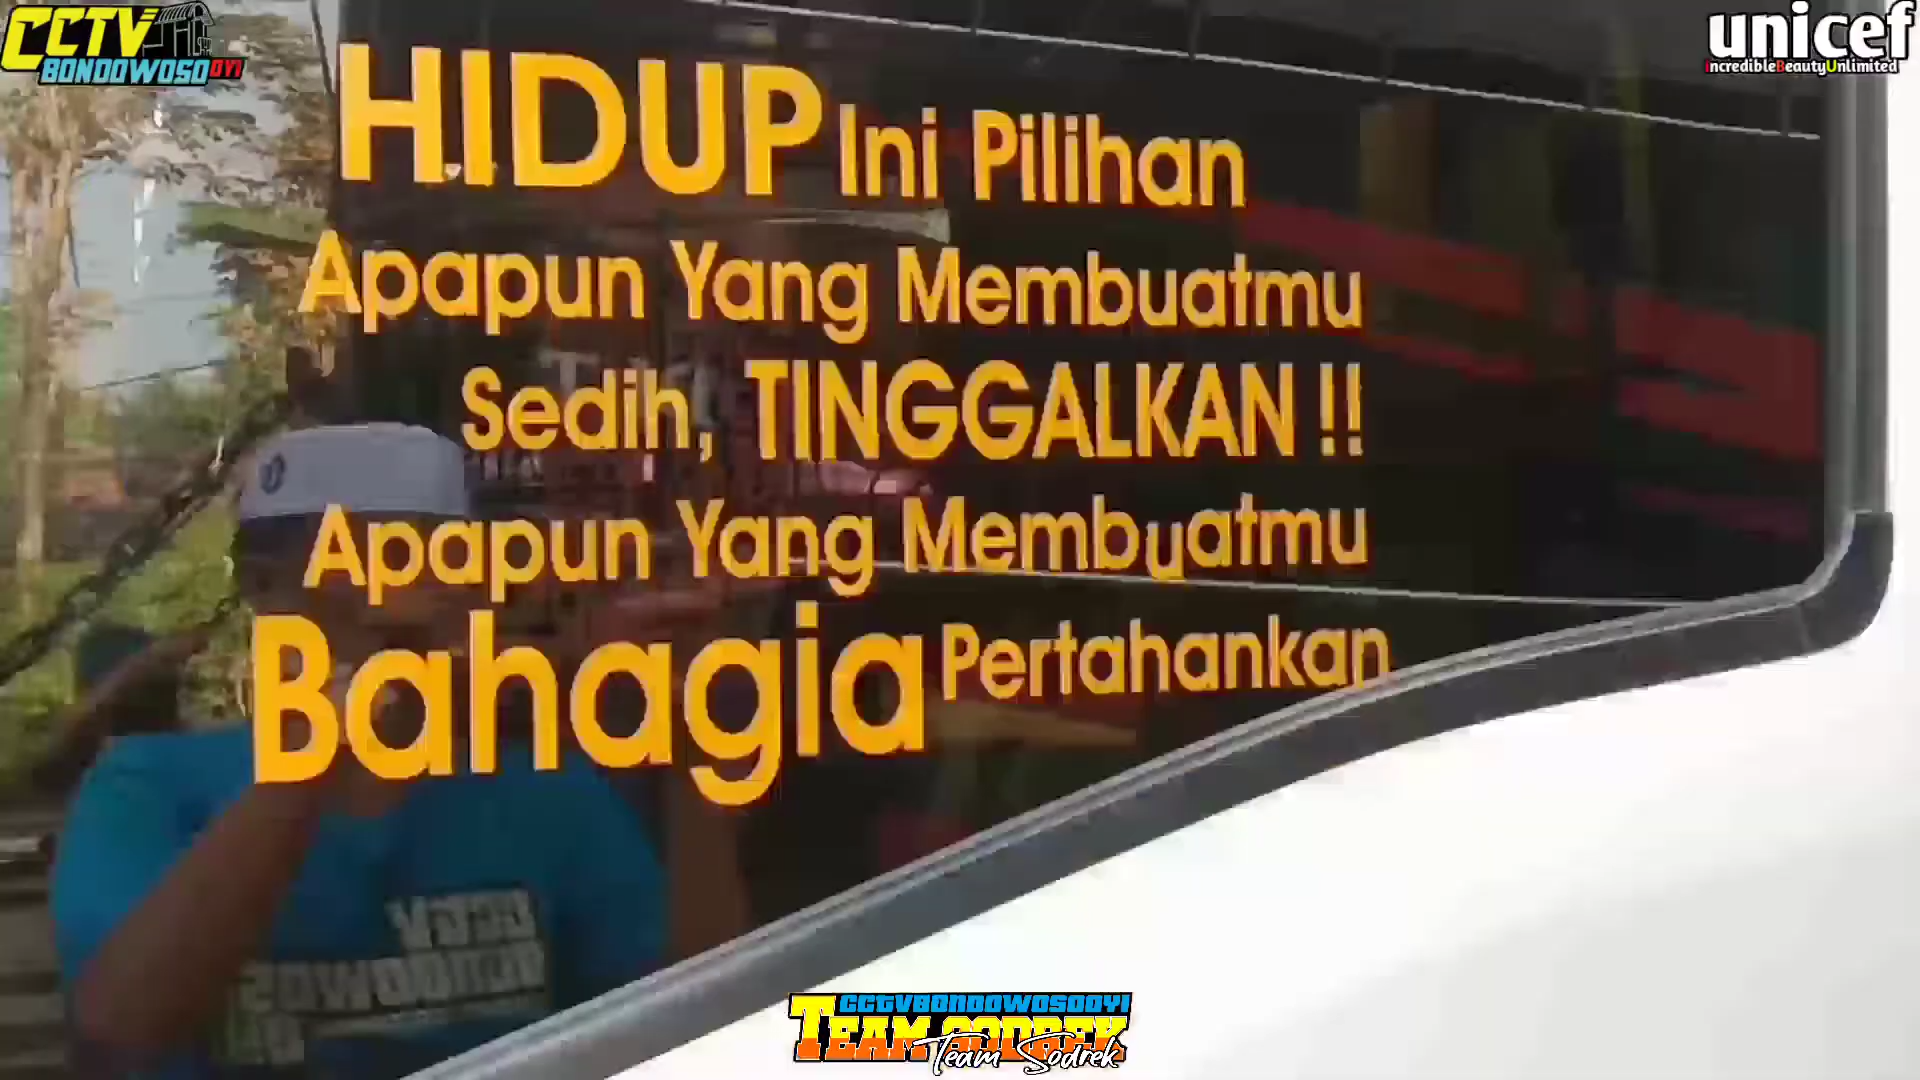 CCTV
BONDOWOSO OYI
unicef
IncredibleBeautyUnlimited
HIDUP Ini Pilihan
Apapun Yang Membuatmu
Sedih, TINGGALKAN !!
Apapun Yang Membuatmu
Bahagia Pertahankan
CCTVBONDOWOSOOYI
TEAM SODREK
Team Sodrek